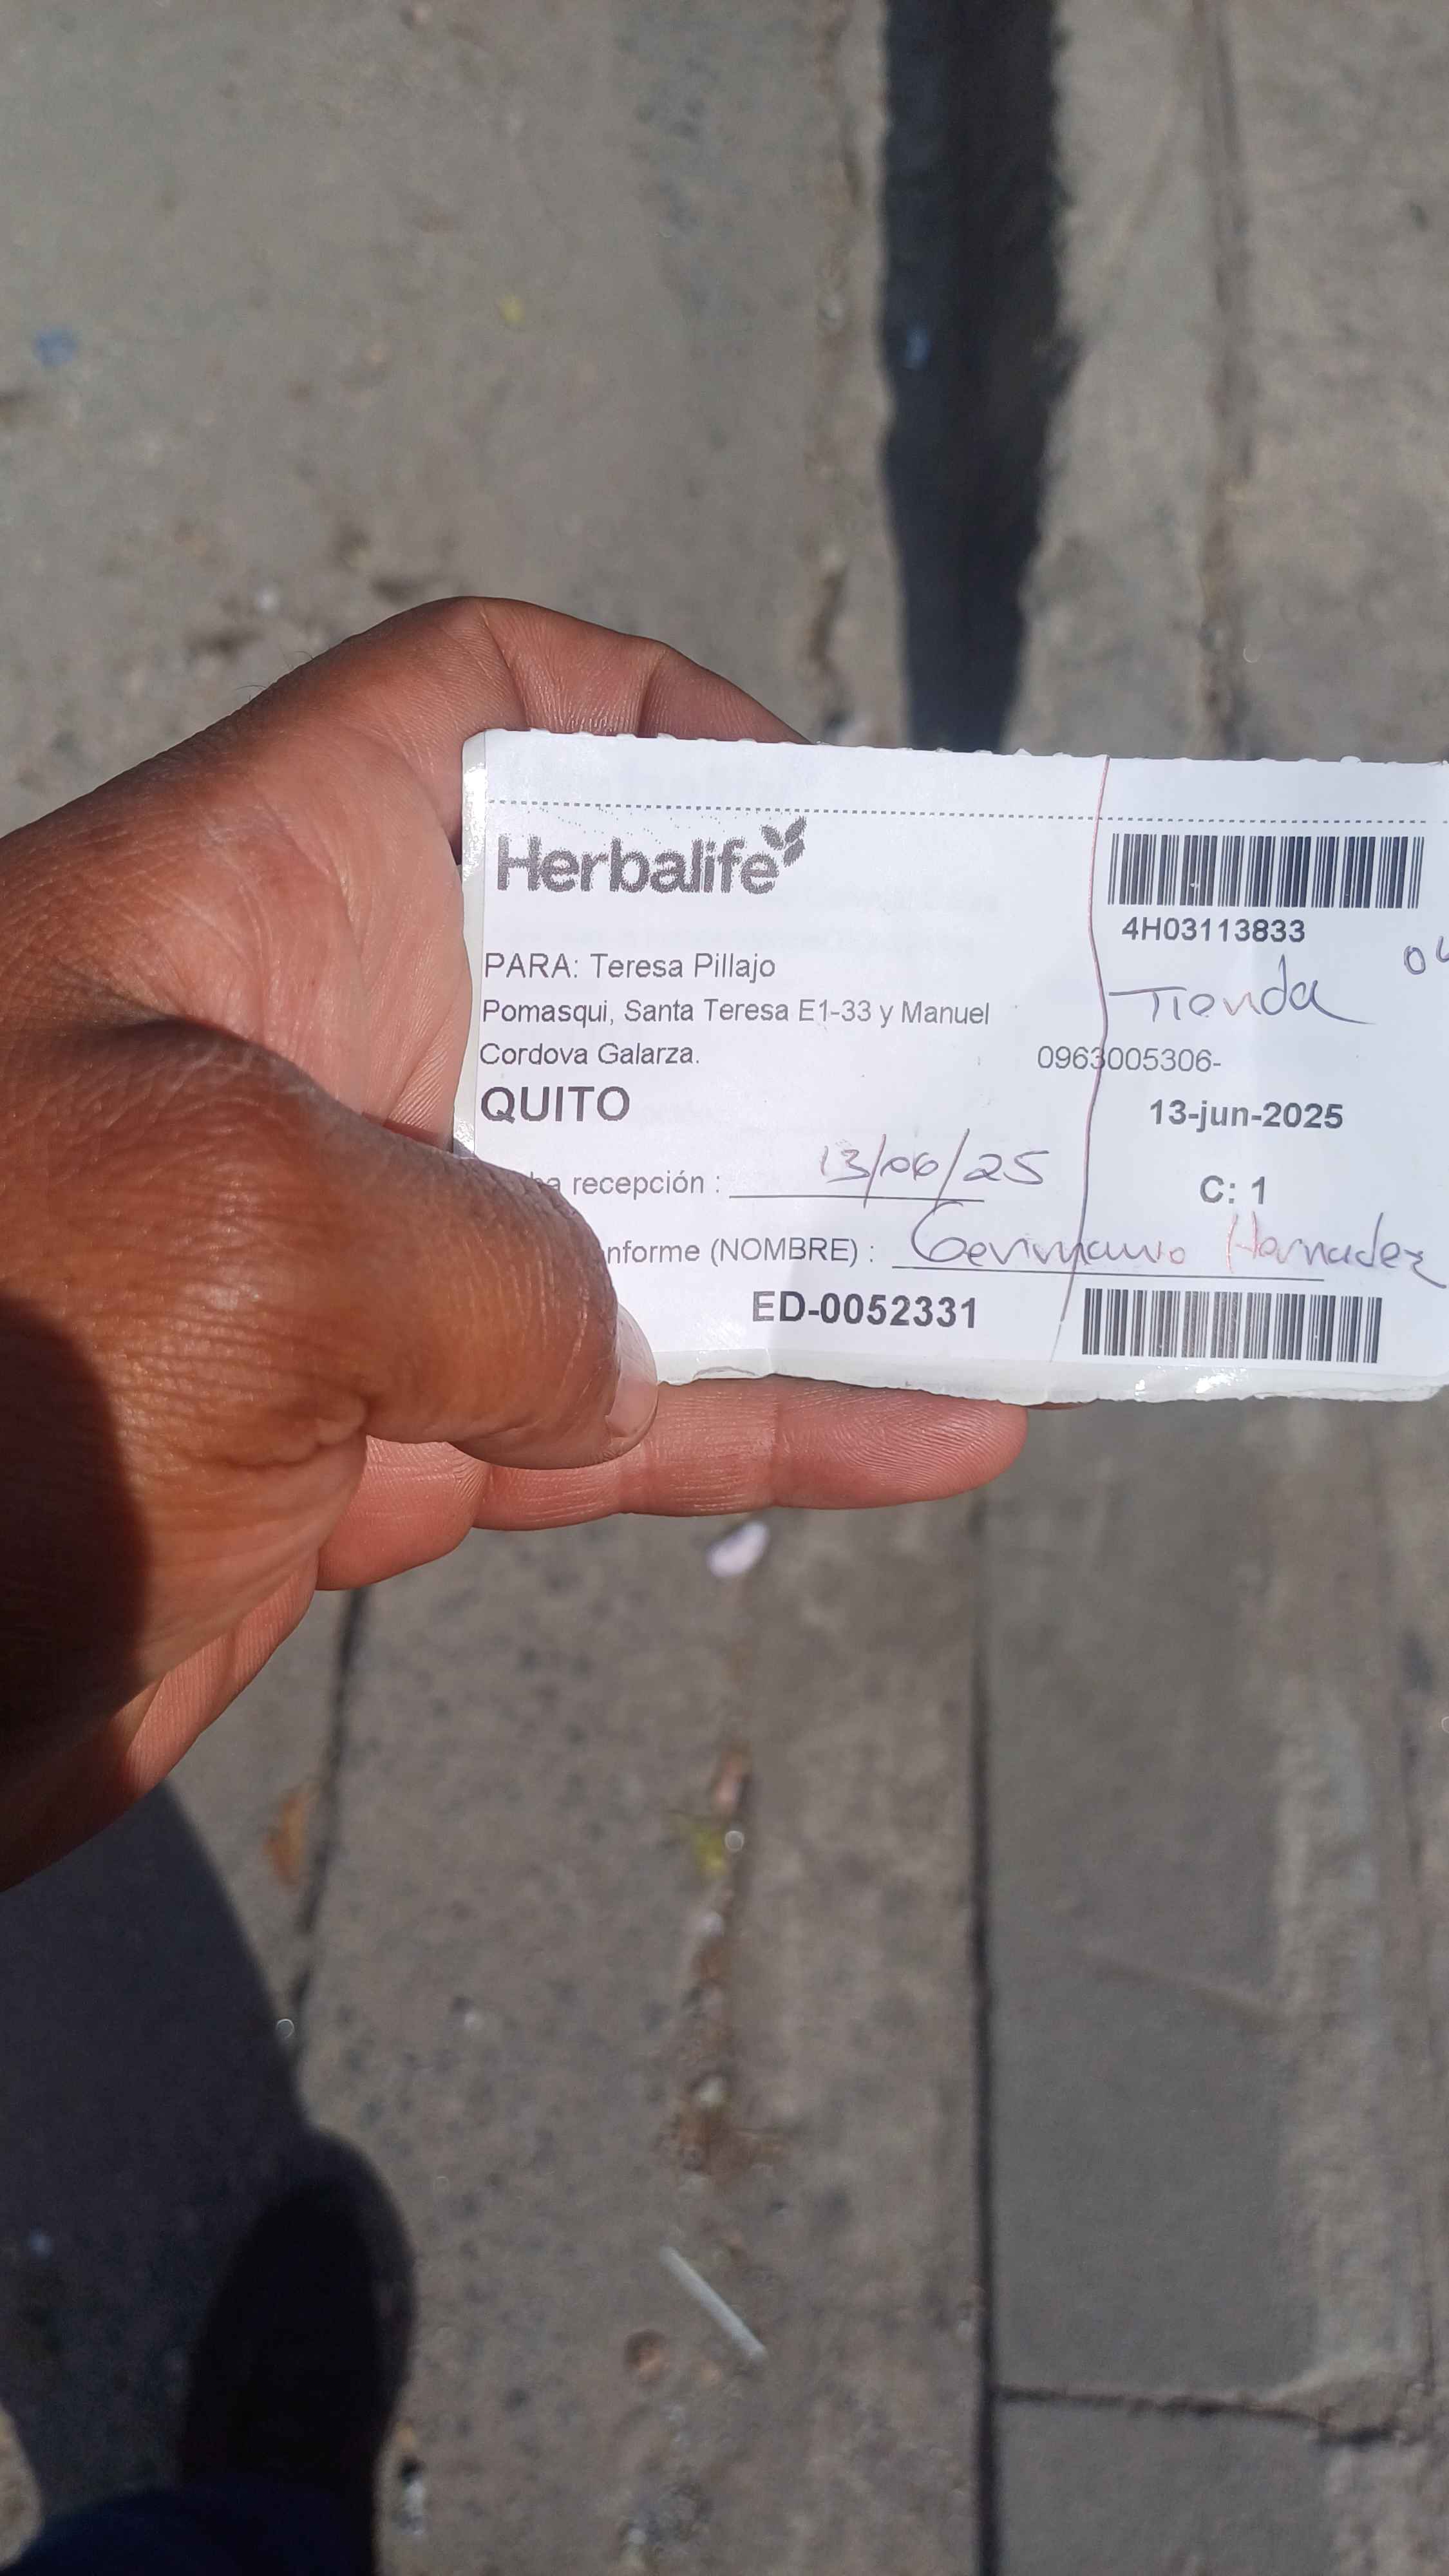 Herbalife
4H03113833
PARA: Teresa Pillajo
Tienda
Pomasqui, Santa Teresa E1-33 y Manuel
Cordova Galarza.
0963005306-
QUITO
13-jun-2025
recepción : 13/06/25
C: 1
nforme (NOMBRE) :
ED-0052331